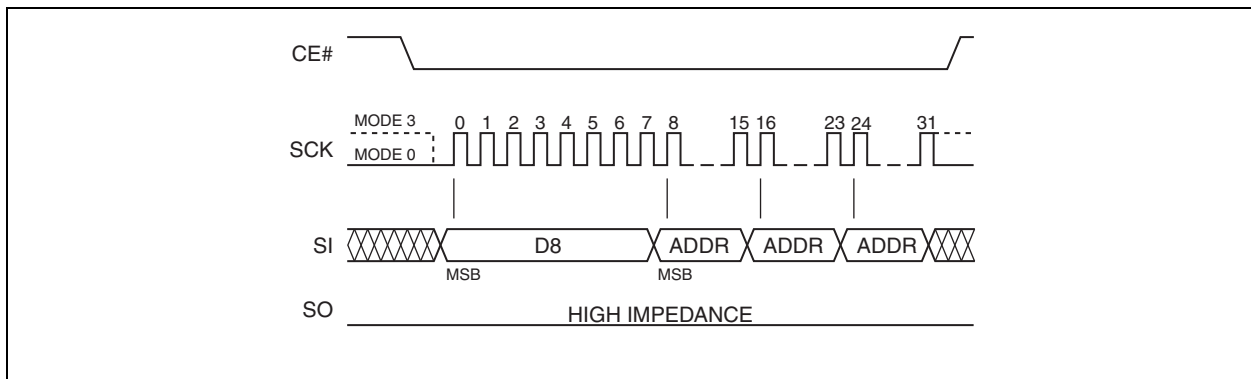 CE#
MODE 3
0 1 2 3 4 5 6 7 8 15 16 23 24 31
SCK
MODE 0
SI
D8 ADDR ADDR ADDR
MSB MSB
SO
HIGH IMPEDANCE